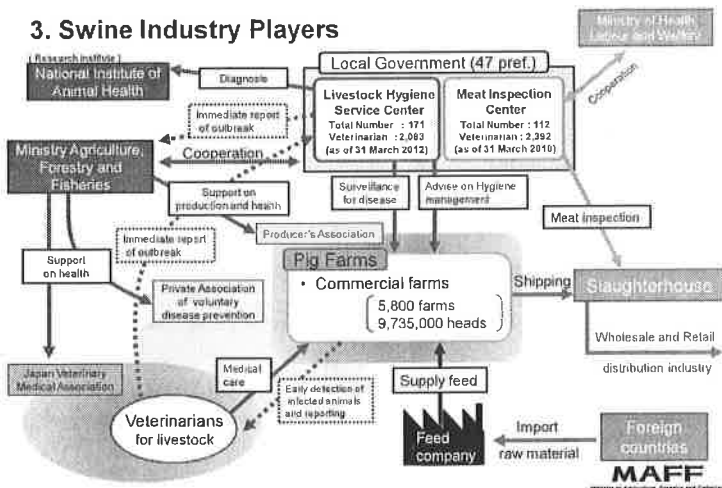 3. Swine Industry Players
( Research Institute )
National Institute of
Animal Health
Diagnosis
Local Government (47 pref.)
Livestock Hygiene
Service Center
Total Number : 171
Veterinarian : 2,083
(as of 31 March 2012)
Meat Inspection
Center
Total Number : 112
Veterinarian : 2,392
(as of 31 March 2010)
Ministry of Health
Labour and Welfare
Cooperation
Immediate report
of outbreak
Ministry Agriculture,
Forestry and
Fisheries
Cooperation
Support on
production and health
Surveillance
for disease
Advise on Hygiene
management
Meat inspection
Support
on health
Immediate report
of outbreak
Producer's Association
Private Association
of voluntary
disease prevention
Pig Farms
• Commercial farms
5,800 farms
9,735,000 heads
Shipping
Slaughterhouse
Wholesale and Retail
distribution industry
Japan Veterinary
Medical Association
Medical
care
Early detection of
infected animals
and reporting
Supply feed
Veterinarians
for livestock
Feed
company
Import
raw material
Foreign
countries
MAFF